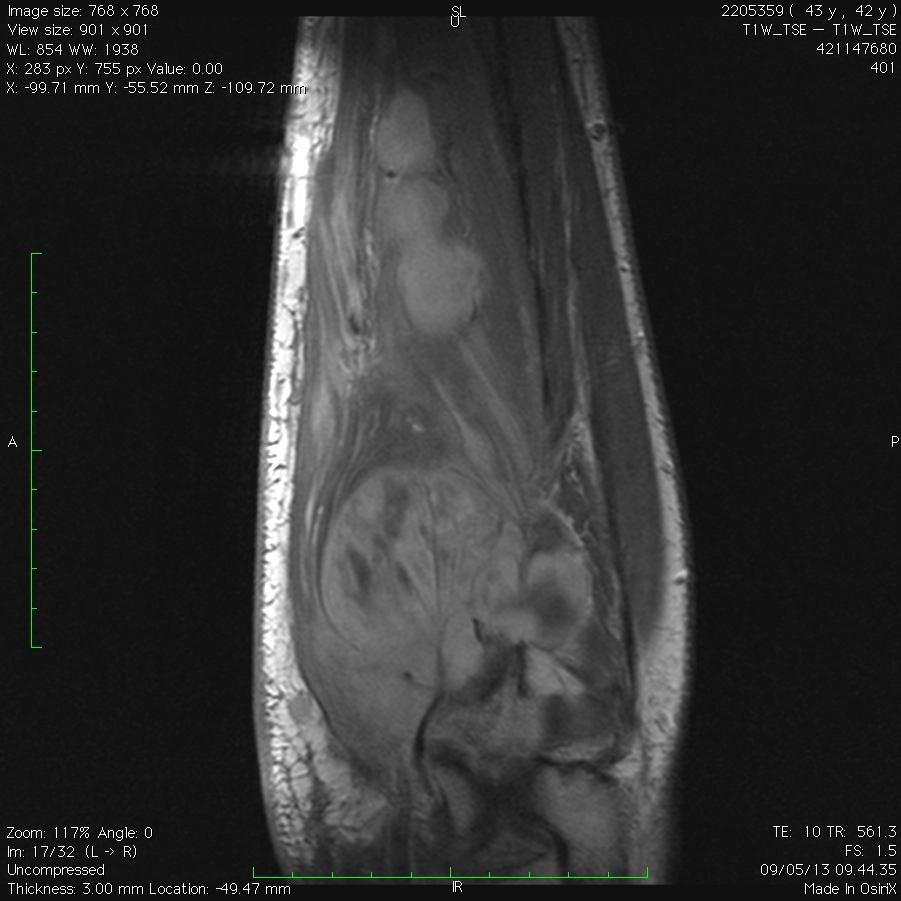 Image size: 768 x 768
View size: 901 x 901
WL: 854 WW: 1938
X: 283 px Y: 755 px Value: 0.00
X: -99.71 mm Y: -55.52 mm Z: -109.72 mm
SL
U
2205359 ( 43 y , 42 y )
T1W_TSE — T1W_TSE
421147680
401
A
P
Zoom: 117% Angle: 0
Im: 17/32 (L -> R)
Uncompressed
Thickness: 3.00 mm Location: -49.47 mm
IR
TE: 10 TR: 561.3
FS: 1.5
09/05/13 09.44.35
Made In OsiriX